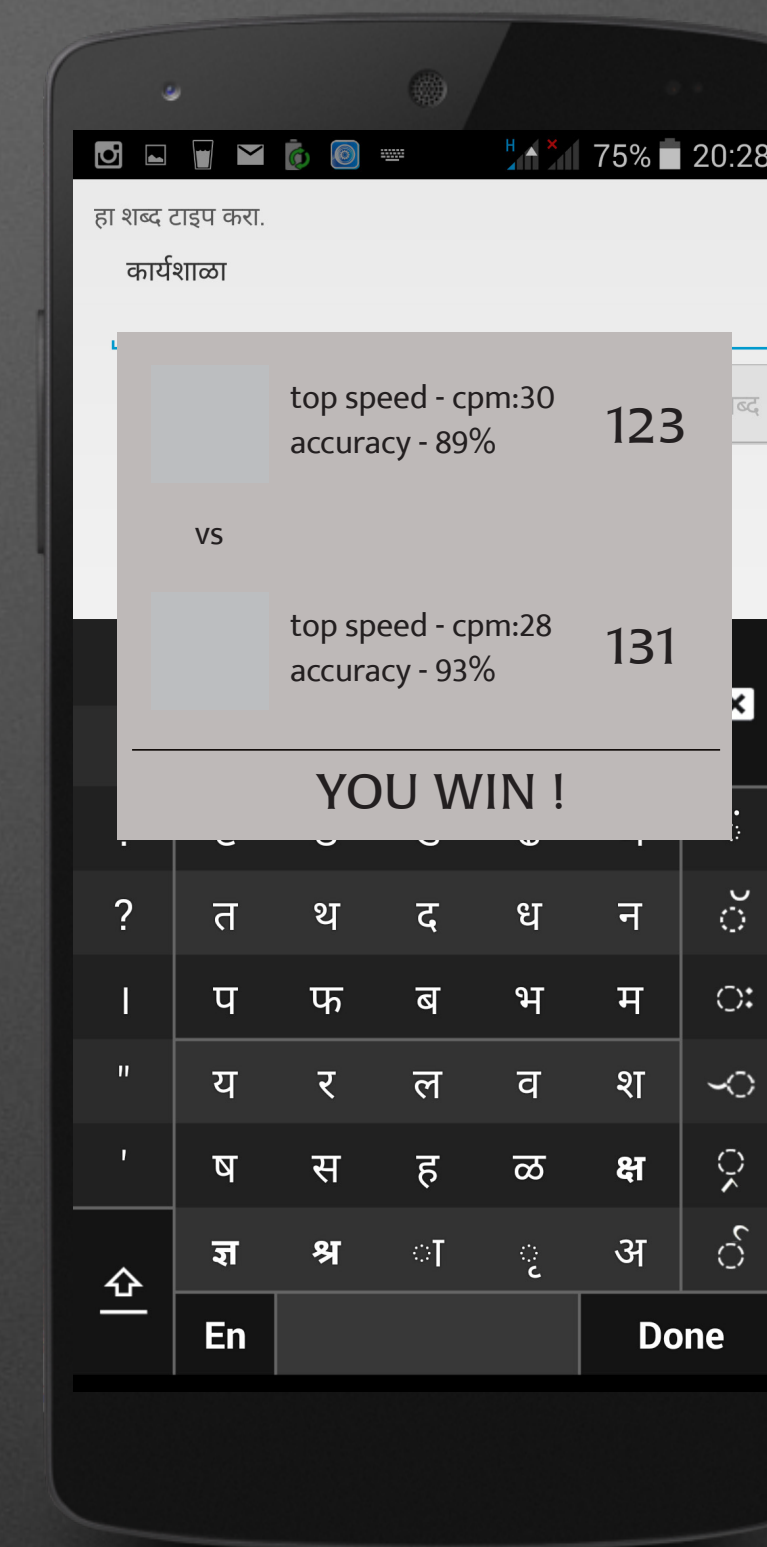 H 75% 20:28
हा शब्द टाइप करा.
कार्यशाळा
top speed - cpm:30
accuracy - 89%
123
vs
top speed - cpm:28
accuracy - 93%
131
YOU WIN !
? त थ द ध न
। प फ ब भ म ः
" य र ल व श
' ष स ह ळ क्ष
ज्ञ श्र ा ृ अ
En Done